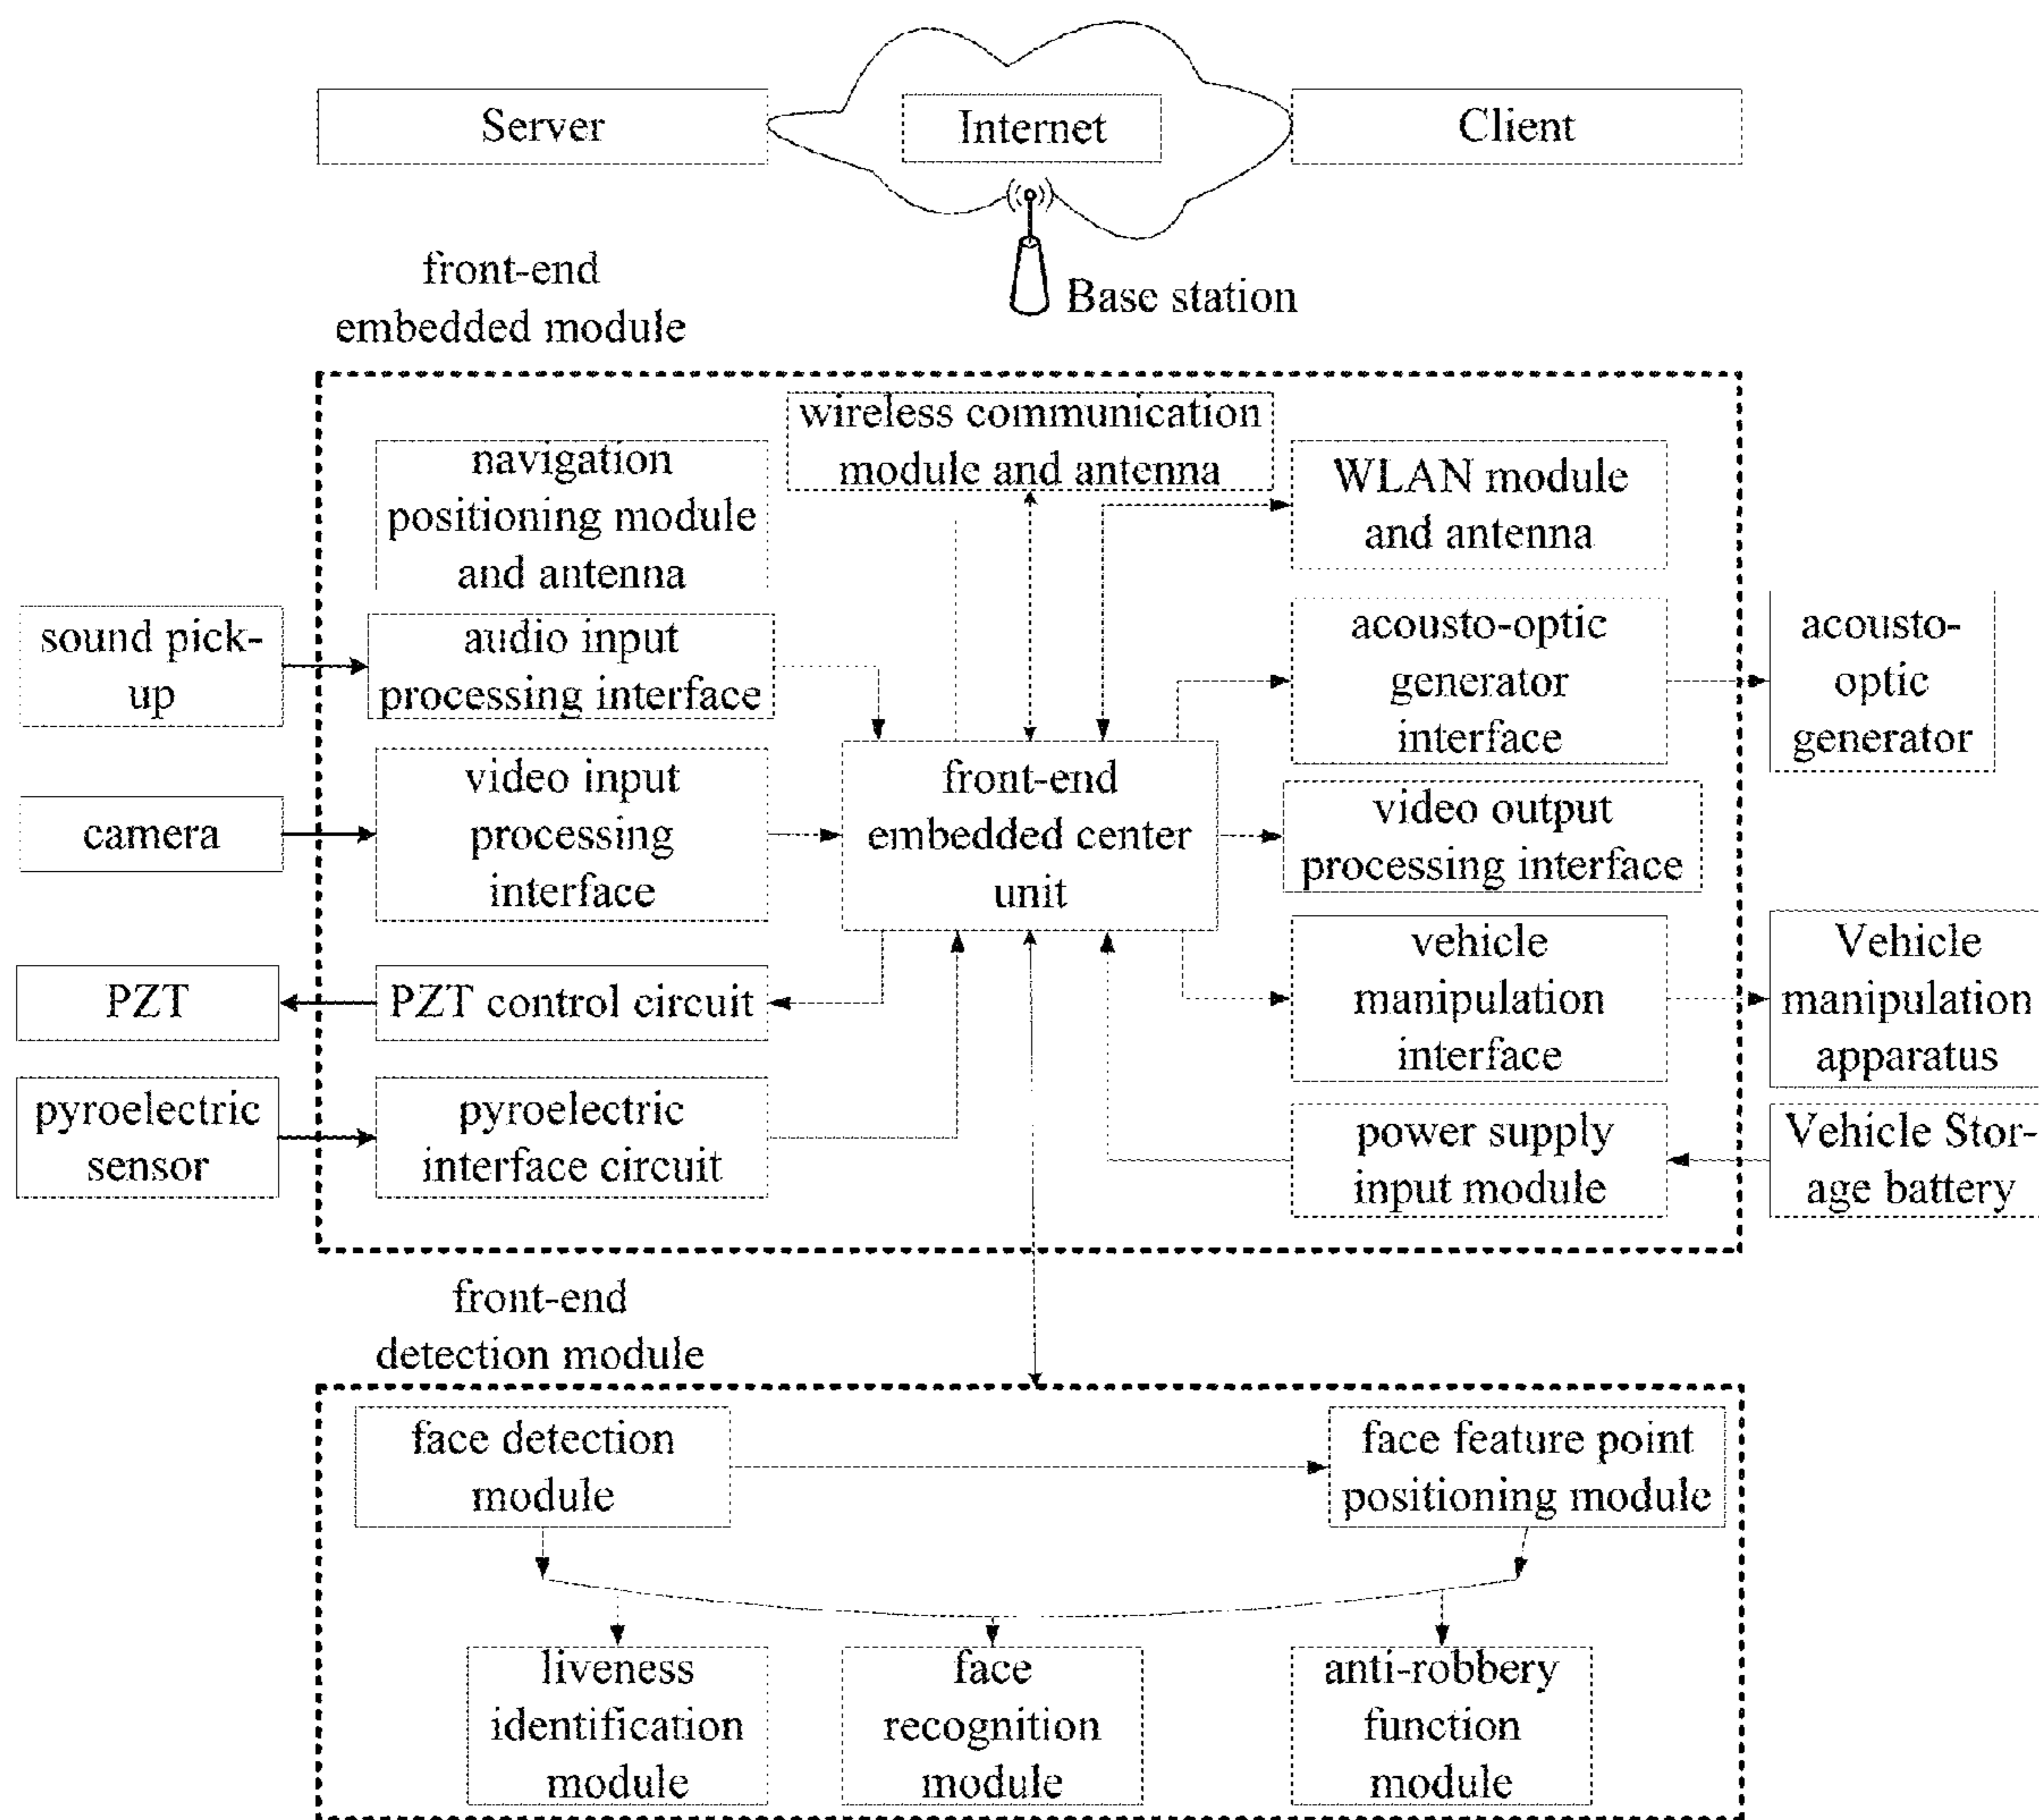 Server
Internet
Client
Base station
front-end
embedded module
wireless communication
module and antenna
navigation
positioning module
and antenna
WLAN module
and antenna
sound pick-
up
audio input
processing interface
acousto-optic
generator
interface
acousto-
optic
generator
camera
video input
processing
interface
front-end
embedded center
unit
video output
processing interface
PZT
PZT control circuit
vehicle
manipulation
interface
Vehicle
manipulation
apparatus
pyroelectric
sensor
pyroelectric
interface circuit
power supply
input module
Vehicle Stor-
age battery
front-end
detection module
face detection
module
face feature point
positioning module
liveness
identification
module
face
recognition
module
anti-robbery
function
module